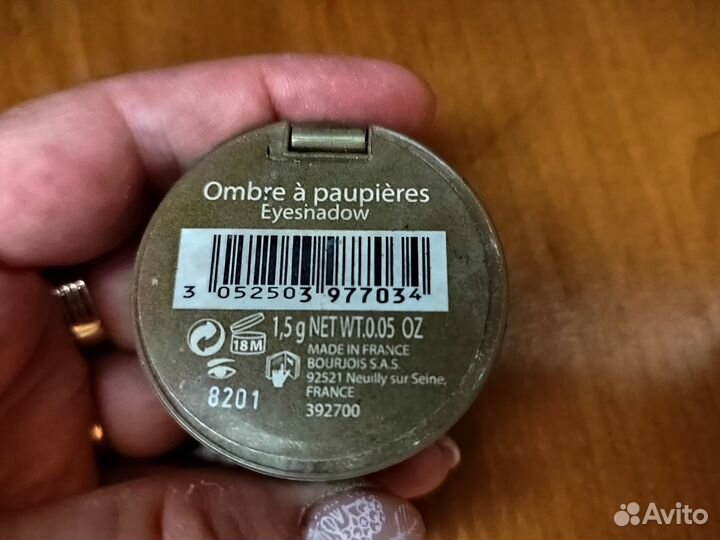 Ombre à paupières
Eyeshadow
3 052503 977034
18M
1,5 g NET WT.0.05 OZ
MADE IN FRANCE
BOURJOIS S.A.S.
92521 Neuilly sur Seine,
FRANCE
392700
8201
Avito